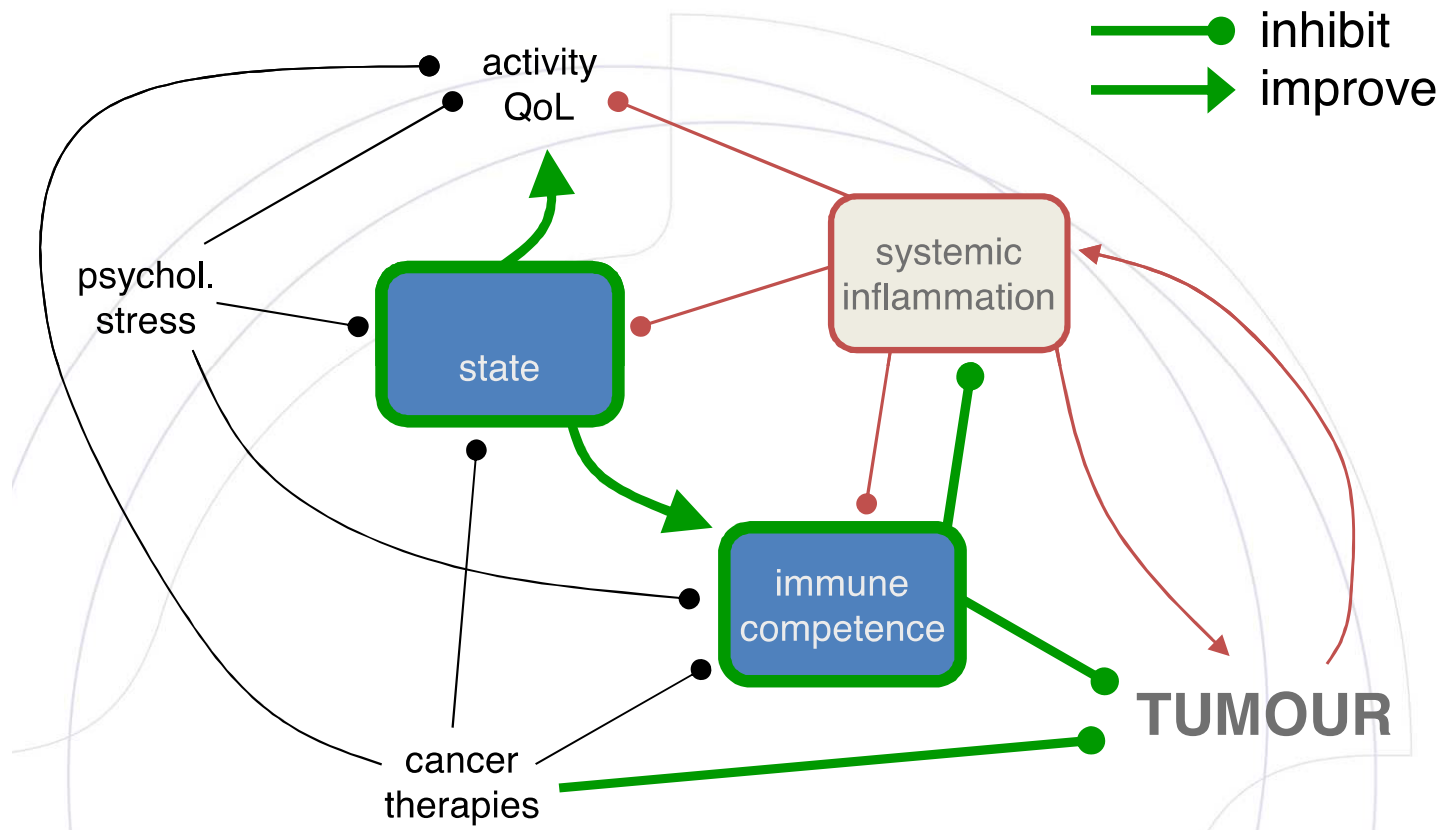 inhibit
improve
activity
QoL
systemic
inflammation
psychol.
stress
state
immune
competence
TUMOUR
cancer
therapies